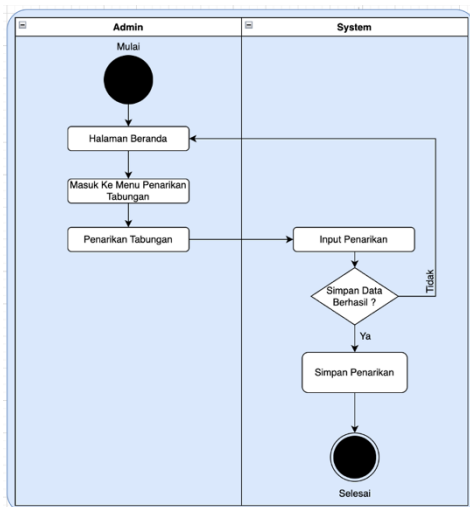 Admin
System
Mulai
Halaman Beranda
Masuk Ke Menu Penarikan
Tabungan
Penarikan Tabungan
Input Penarikan
Simpan Data
Berhasil ?
Tidak
Ya
Simpan Penarikan
Selesai